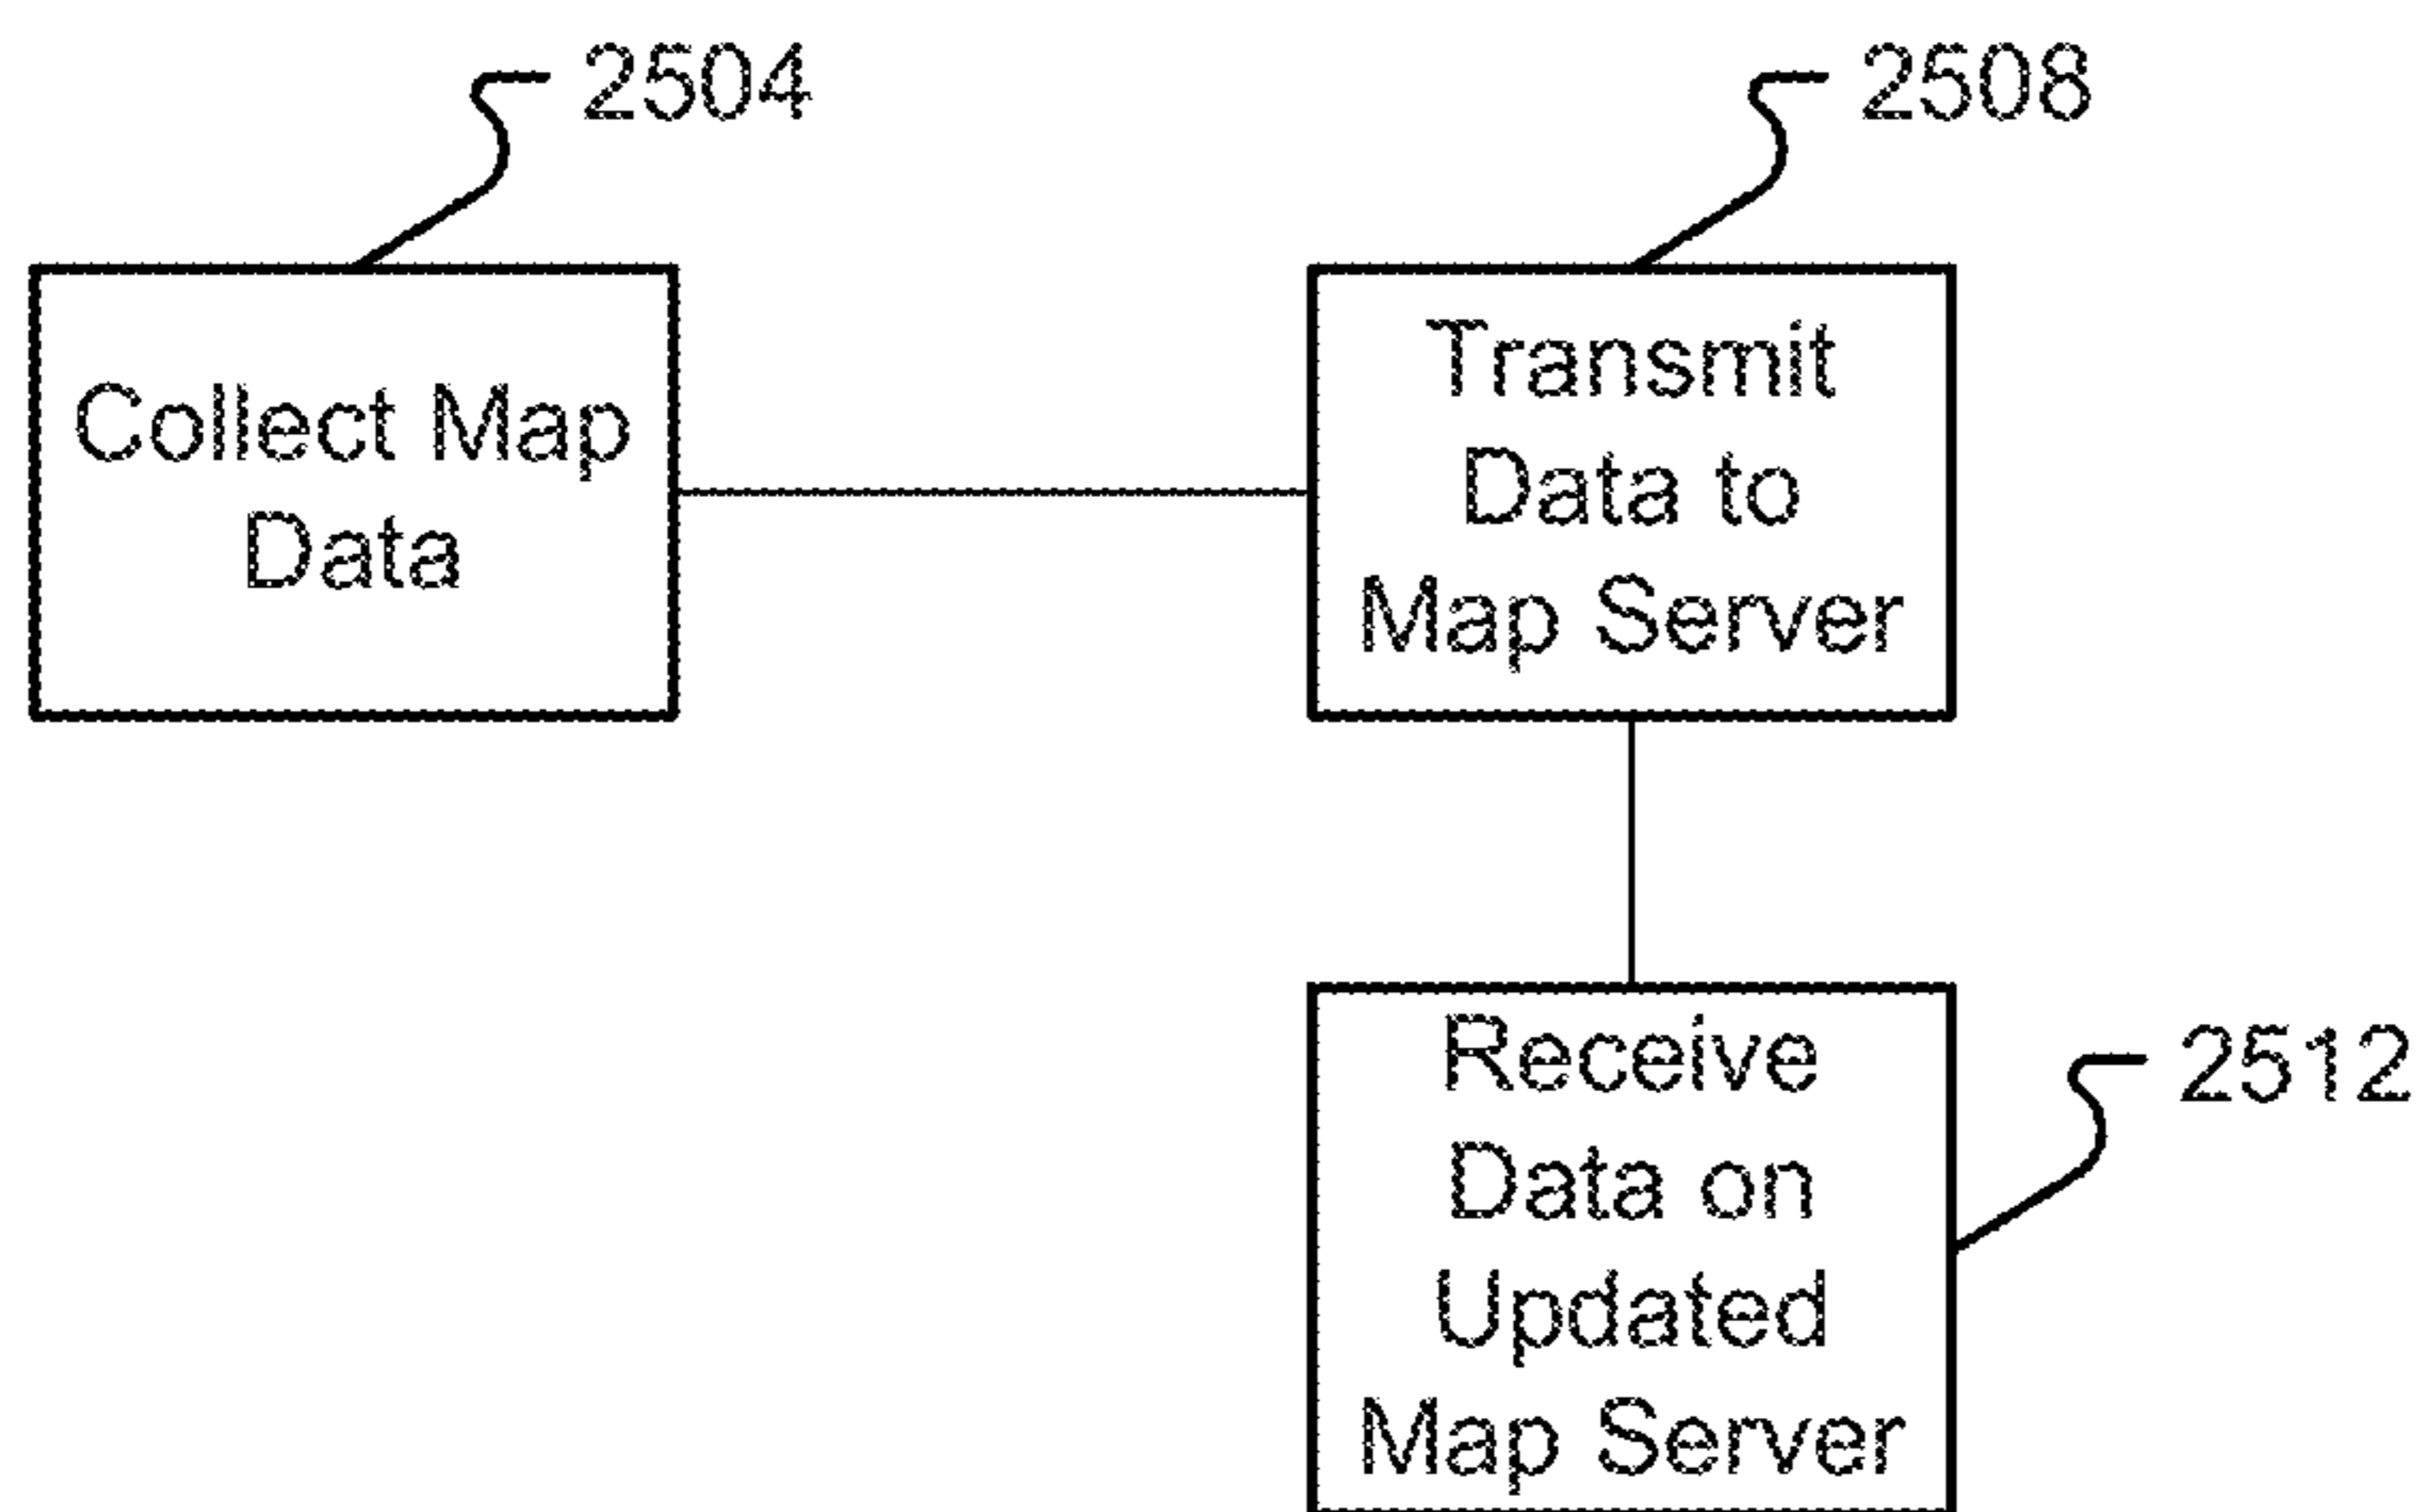 2504
2508
Collect Map
Data
Transmit
Data to
Map Server
Receive
Data on
Updated
Map Server
2512